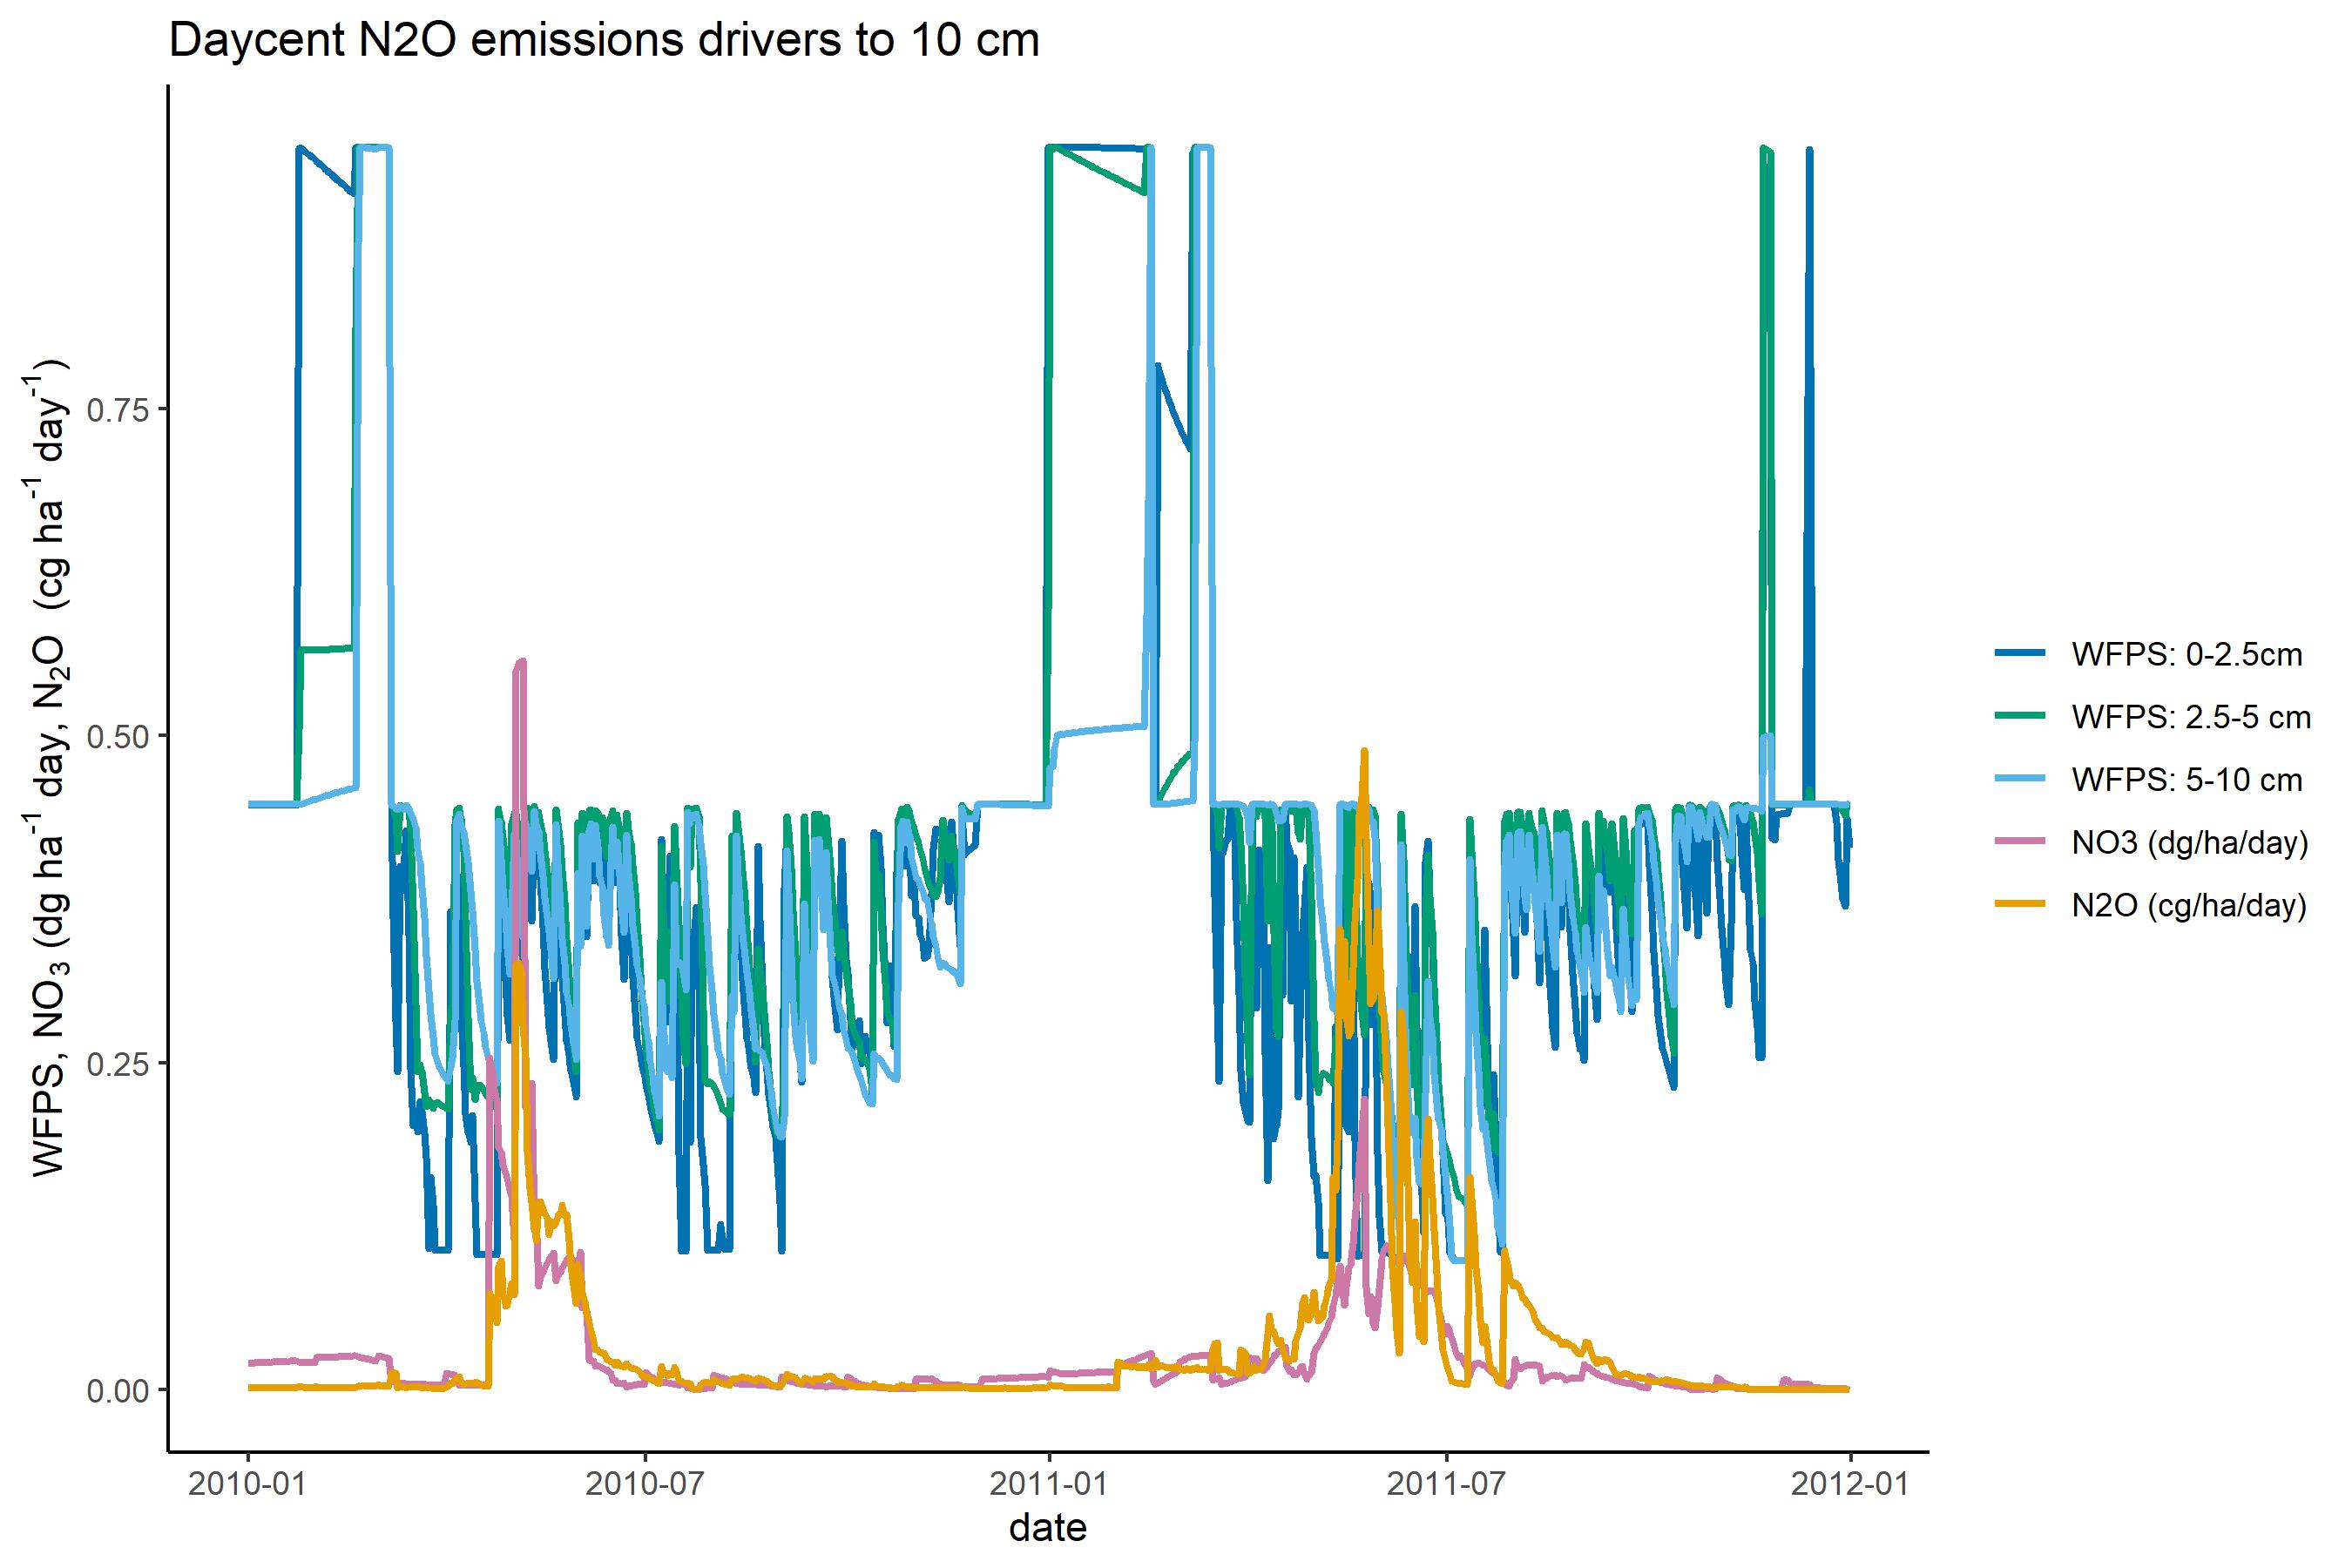 Daycent N2O emissions drivers to 10 cm
WFPS, NO₃ (dg ha⁻¹ day, N₂O (cg ha⁻¹ day⁻¹)
0.75
0.50
0.25
0.00
2010-01
2010-07
2011-01
2011-07
2012-01
date
WFPS: 0-2.5cm
WFPS: 2.5-5 cm
WFPS: 5-10 cm
NO3 (dg/ha/day)
N2O (cg/ha/day)